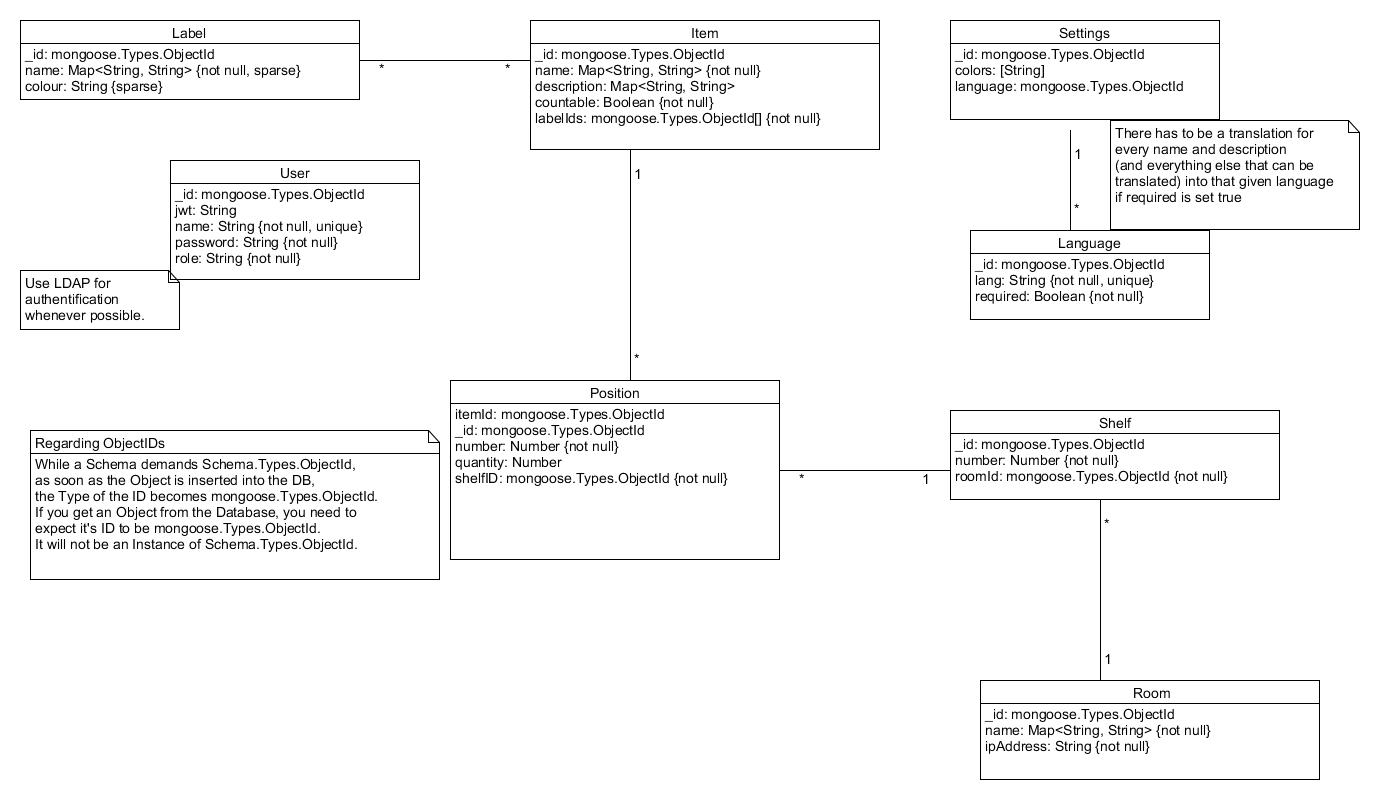 Label
_id: mongoose.Types.ObjectId
name: Map<String, String> {not null, sparse}
colour: String {sparse}
*
*
Item
_id: mongoose.Types.ObjectId
name: Map<String, String> {not null}
description: Map<String, String>
countable: Boolean {not null}
labelIds: mongoose.Types.ObjectId[] {not null}
Settings
_id: mongoose.Types.ObjectId
colors: [String]
language: mongoose.Types.ObjectId
There has to be a translation for
every name and description
(and everything else that can be
translated) into that given language
if required is set true
1
*
User
_id: mongoose.Types.ObjectId
jwt: String
name: String {not null, unique}
password: String {not null}
role: String {not null}
1
*
Language
_id: mongoose.Types.ObjectId
lang: String {not null, unique}
required: Boolean {not null}
Use LDAP for
authentification
whenever possible.
Position
itemId: mongoose.Types.ObjectId
_id: mongoose.Types.ObjectId
number: Number {not null}
quantity: Number
shelfID: mongoose.Types.ObjectId {not null}
*
1
Shelf
_id: mongoose.Types.ObjectId
number: Number {not null}
roomId: mongoose.Types.ObjectId {not null}
Regarding ObjectIDs
While a Schema demands Schema.Types.ObjectId,
as soon as the Object is inserted into the DB,
the Type of the ID becomes mongoose.Types.ObjectId.
If you get an Object from the Database, you need to
expect it's ID to be mongoose.Types.ObjectId.
It will not be an Instance of Schema.Types.ObjectId.
*
1
Room
_id: mongoose.Types.ObjectId
name: Map<String, String> {not null}
ipAddress: String {not null}